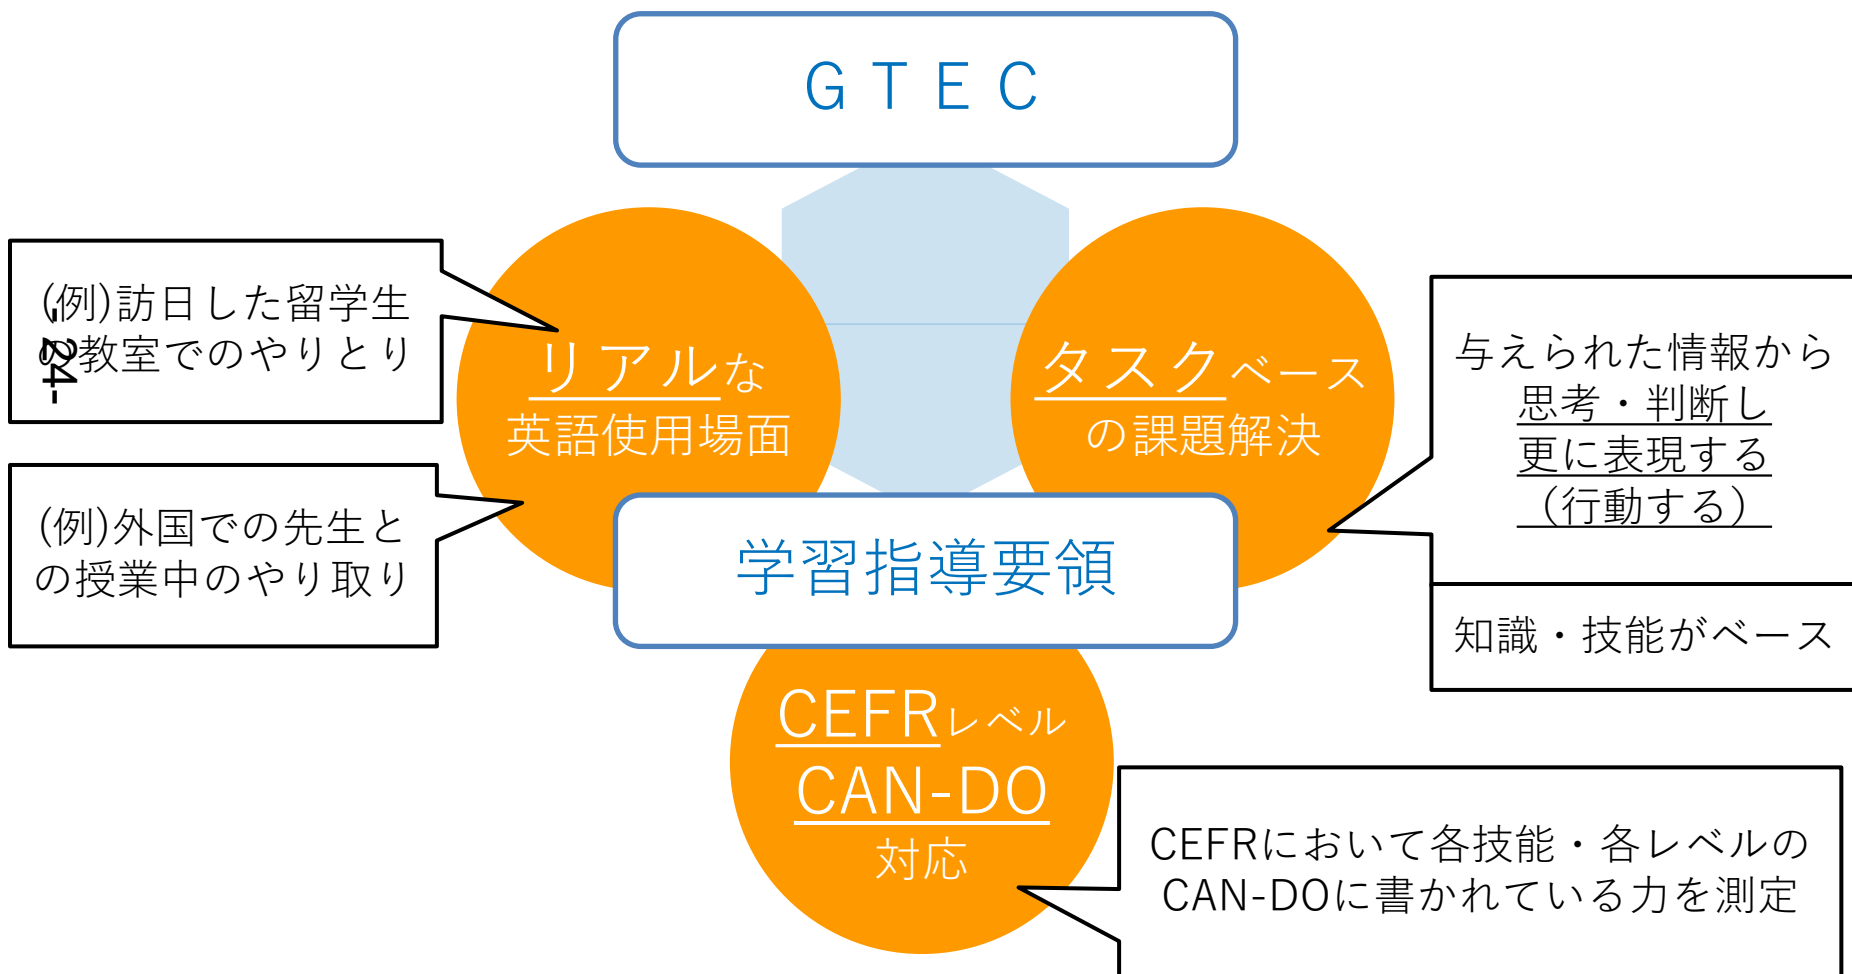 ＧＴＥＣ
(例)訪日した留学生
の教室でのやりとり
- 24-
(例)外国での先生と
の授業中のやり取り
リアルな
英語使用場面
タスクベース
の課題解決
与えられた情報から
思考・判断し
更に表現する
（行動する）
知識・技能がベース
学習指導要領
CEFRレベル
CAN-DO
対応
CEFRにおいて各技能・各レベルの
CAN-DOに書かれている力を測定